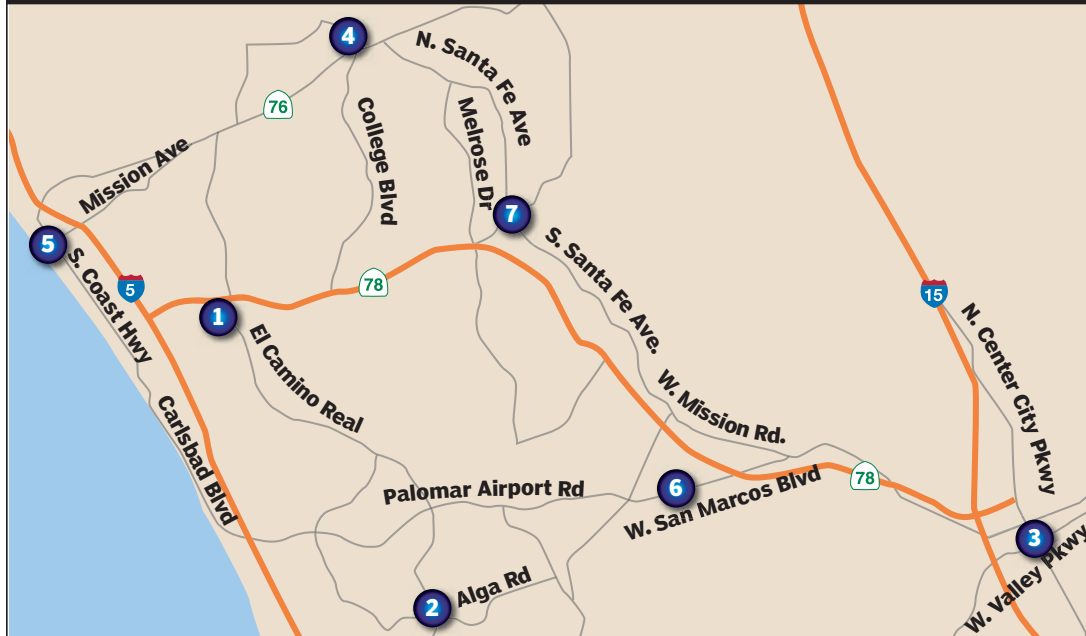 4
N. Santa Fe Ave
76
Melrose Dr
College Blvd
Mission Ave
7
5
S. Coast Hwy
S. Santa Fe Ave.
5
78
15
1
El Camino Real
N. Center City Pkwy
W. Mission Rd.
Carlsbad Blvd
Palomar Airport Rd
6
W. San Marcos Blvd
78
3
W. Valley Pkwy
2
Alga Rd